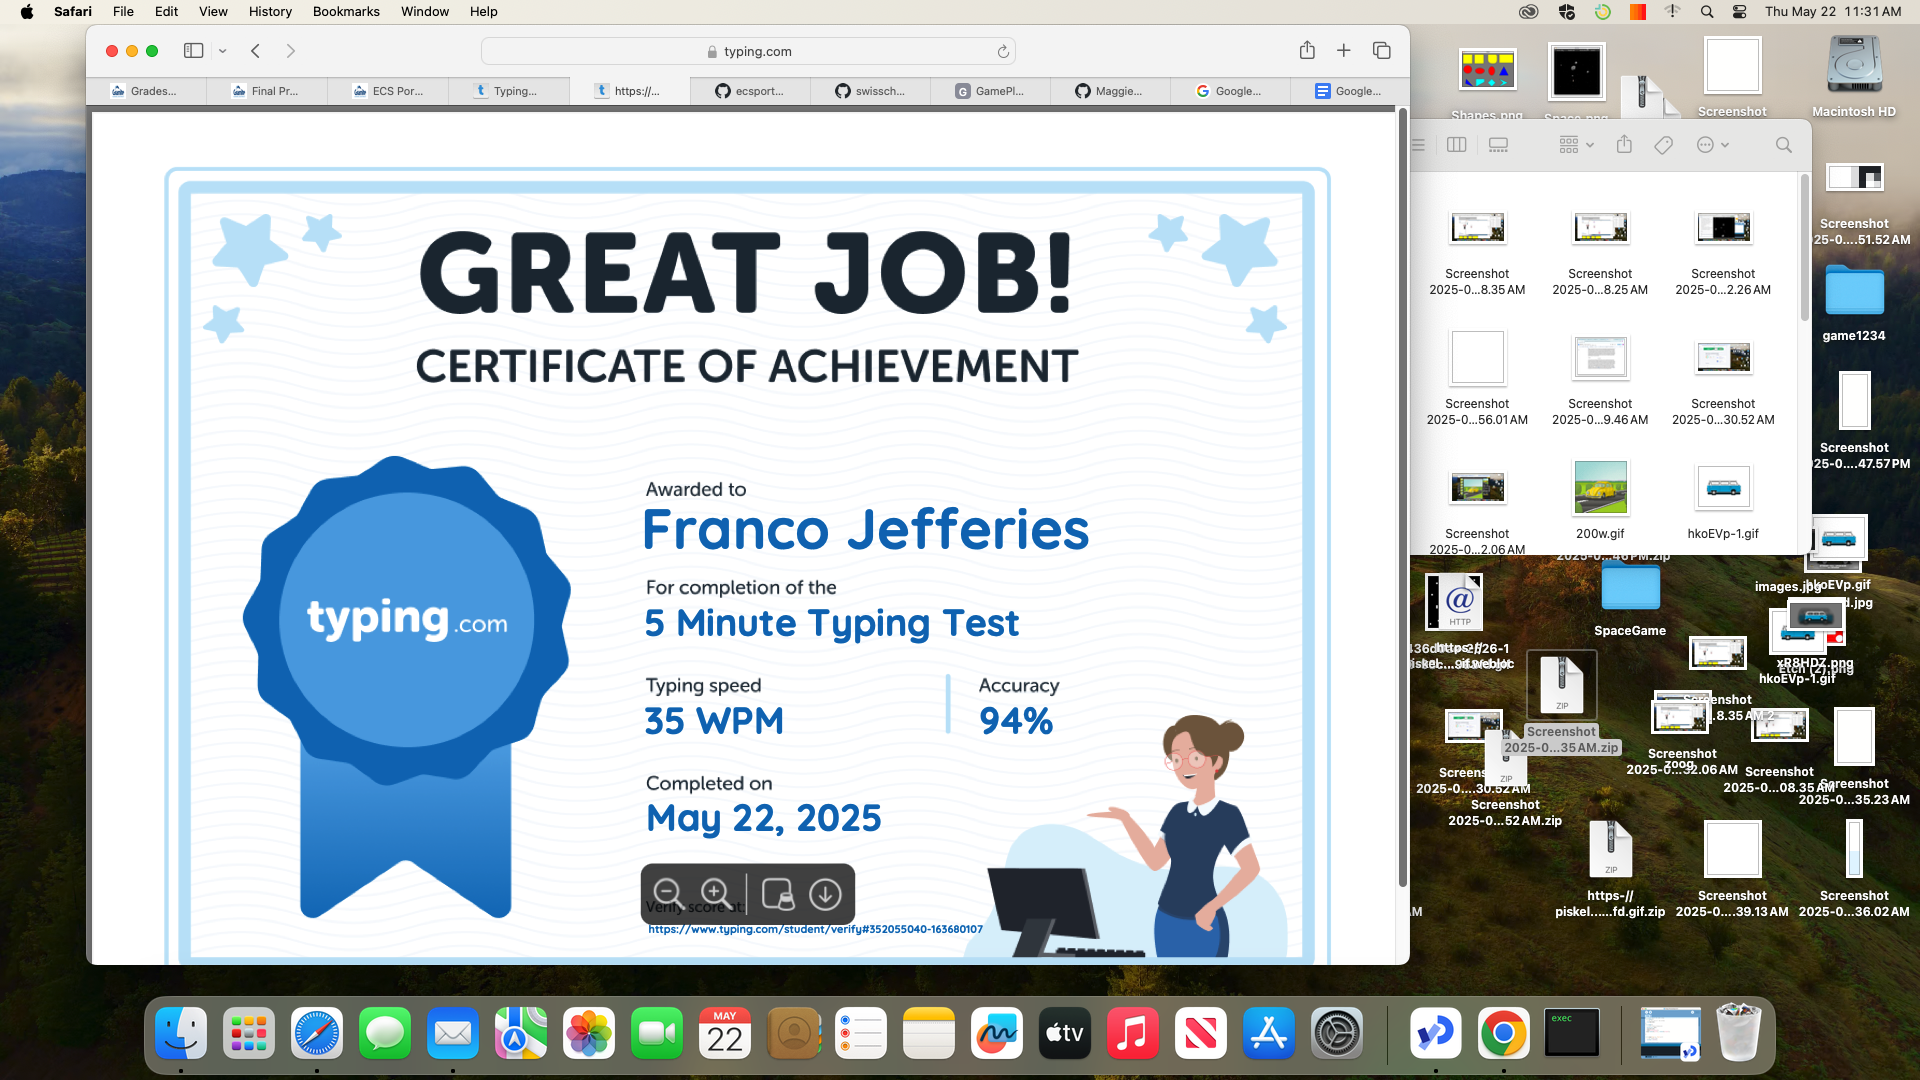 Safari File Edit View History Bookmarks Window Help
Thu May 22 11:31 AM
typing.com
Grades...
Final Pr...
ECS Por...
Typing...
https://...
ecsport...
swissch...
GamePl...
Maggie...
Google...
Google...
GREAT JOB!
CERTIFICATE OF ACHIEVEMENT
typing.com
Awarded to
Franco Jefferies
For completion of the
5 Minute Typing Test
Typing speed
35 WPM
Accuracy
94%
Completed on
May 22, 2025
Verify score at:
https://www.typing.com/student/verify#352055040-163680107
Shapes.png
Space.png
Screenshot
Macintosh HD
Screenshot
2025-0...8.35 AM
Screenshot
2025-0...8.25 AM
Screenshot
2025-0...2.26 AM
Screenshot
2025-0...56.01 AM
Screenshot
2025-0...9.46 AM
Screenshot
2025-0...30.52 AM
Screenshot
2025-0...2.06 AM
200w.gif
hkoEVp-1.gif
Screenshot
25-0....51.52 AM
game1234
Screenshot
25-0....47.57 PM
images.jpg
hkoEVp.gif
d.jpg
HTTP
SpaceGame
xR8HDZ.png
hkoEVp-1.gif
ZIP
Screenshot
2025-0...35 AM.zip
Screenshot
2025-0...32.06 AM
zoog
Screenshot
2025-0....08.35 AM
Screenshot
2025-0...35.23 AM
2025-0....30.52 AM
ZIP
Screenshot
2025-0...52 AM.zip
ZIP
https-//
piskel......fd.gif.zip
Screenshot
2025-0...39.13 AM
Screenshot
2025-0...36.02 AM
MAY
22
tv
exec